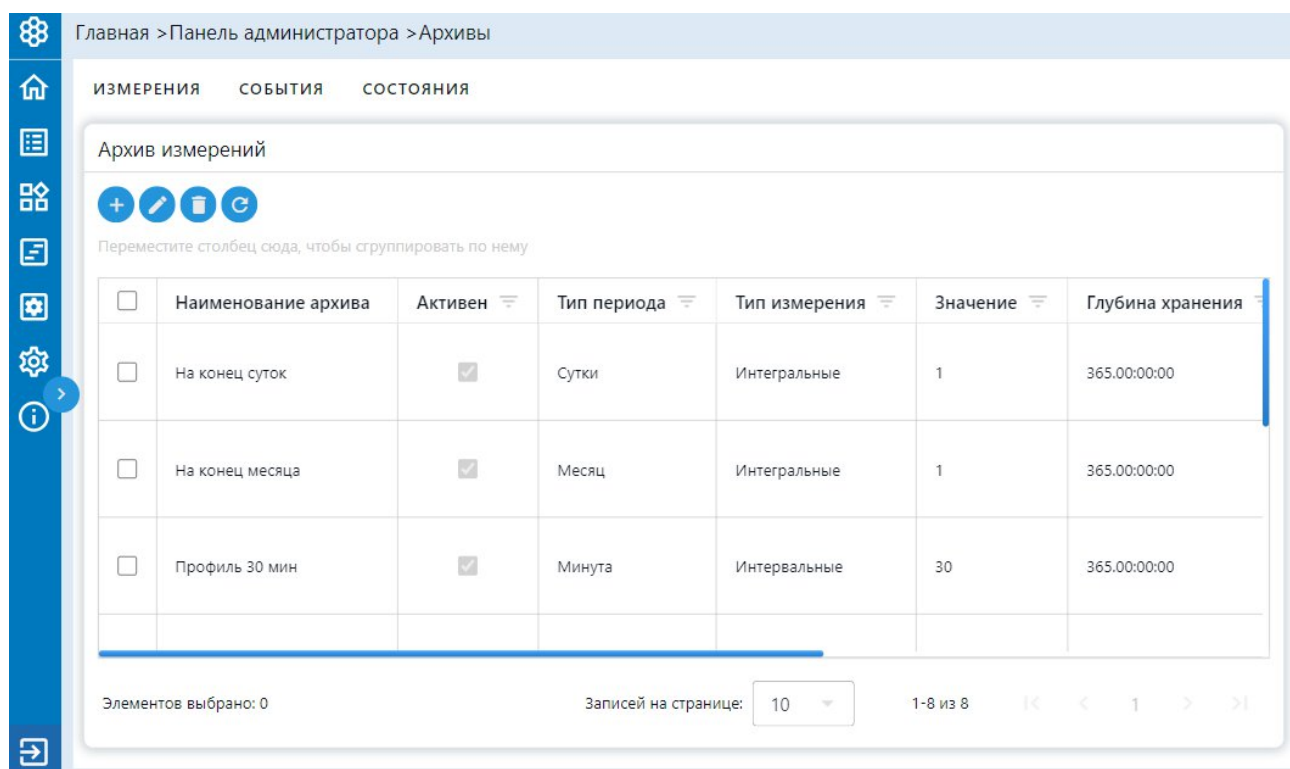 Главная >Панель администратора >Архивы
ИЗМЕРЕНИЯ СОБЫТИЯ СОСТОЯНИЯ
Архив измерений
Переместите столбец сюда, чтобы сгруппировать по нему
Наименование архива Активен Тип периода Тип измерения Значение Глубина хранения
На конец суток Сутки Интегральные 1 365.00:00:00
На конец месяца Месяц Интегральные 1 365.00:00:00
Профиль 30 мин Минута Интервальные 30 365.00:00:00
Элементов выбрано: 0 Записей на странице: 10 1-8 из 8 1